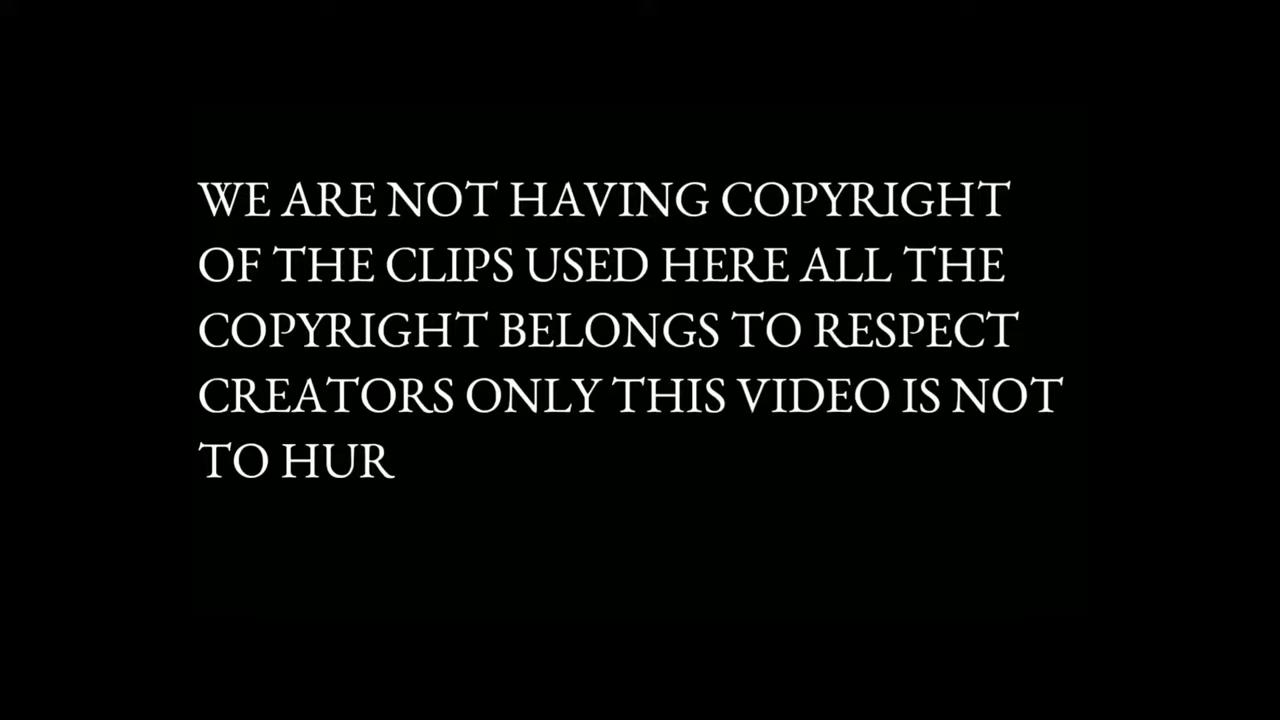 WE ARE NOT HAVING COPYRIGHT
OF THE CLIPS USED HERE ALL THE
COPYRIGHT BELONGS TO RESPECT
CREATORS ONLY THIS VIDEO IS NOT
TO HUR